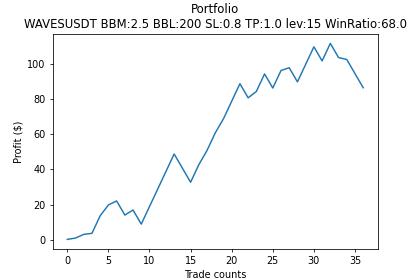 Portfolio
WAVESUSDT BBM:2.5 BBL:200 SL:0.8 TP:1.0 lev:15 WinRatio:68.0
100
80
60
40
20
0
Profit ($)
0 5 10 15 20 25 30 35
Trade counts